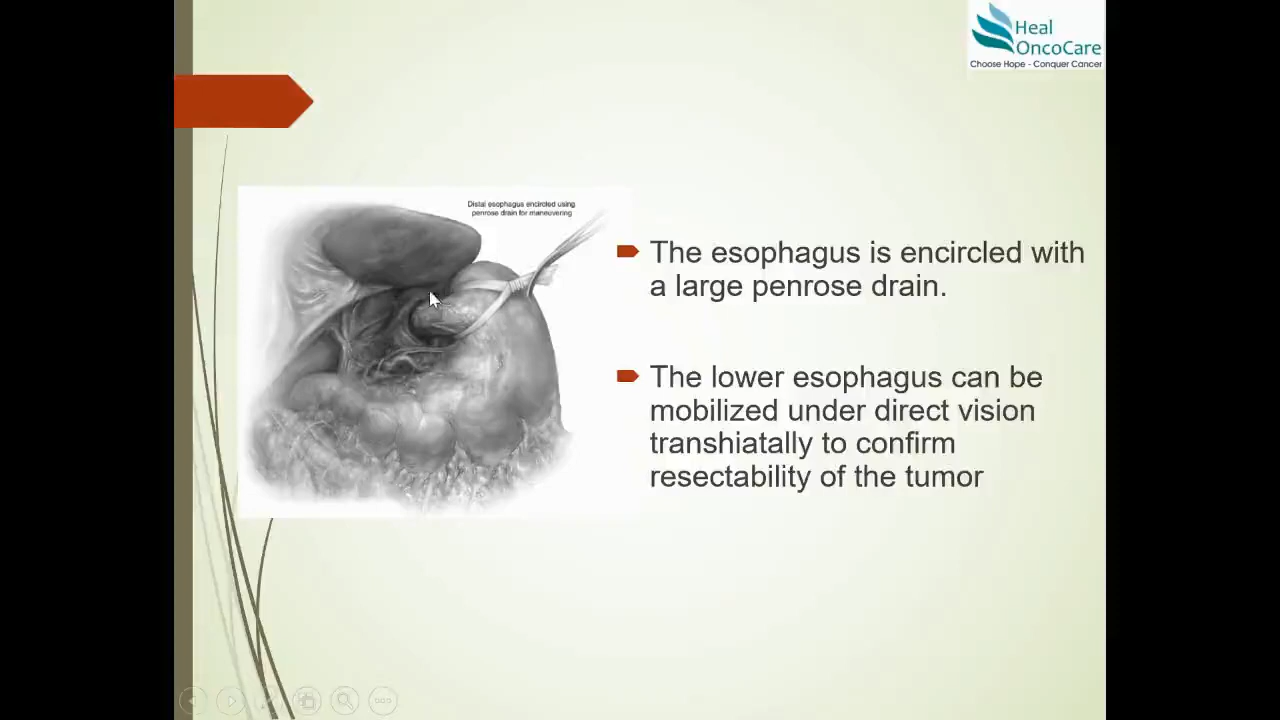 Heal
OncoCare
Choose Hope - Conquer Cancer
Distal esophagus encircled using
penrose drain for maneuvering
The esophagus is encircled with
a large penrose drain.
The lower esophagus can be
mobilized under direct vision
transhiatally to confirm
resectability of the tumor